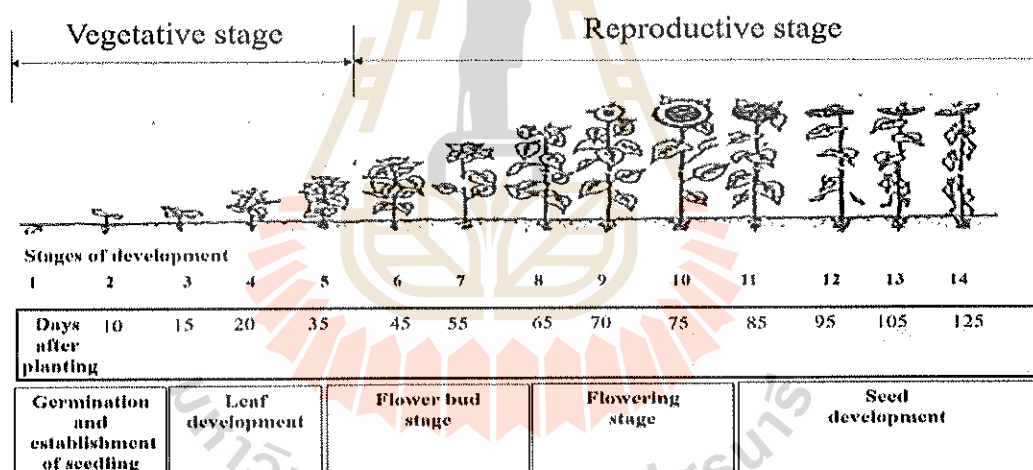 Vegetative stage
Reproductive stage
Stages of development
1 2 3 4 5 6 7 8 9 10 11 12 13 14
Days after planting
10 15 20 35 45 55 65 70 75 85 95 105 125
Germination
and
establishment
of seedling
Leaf
development
Flower bud
stage
Flowering
stage
Seed
development